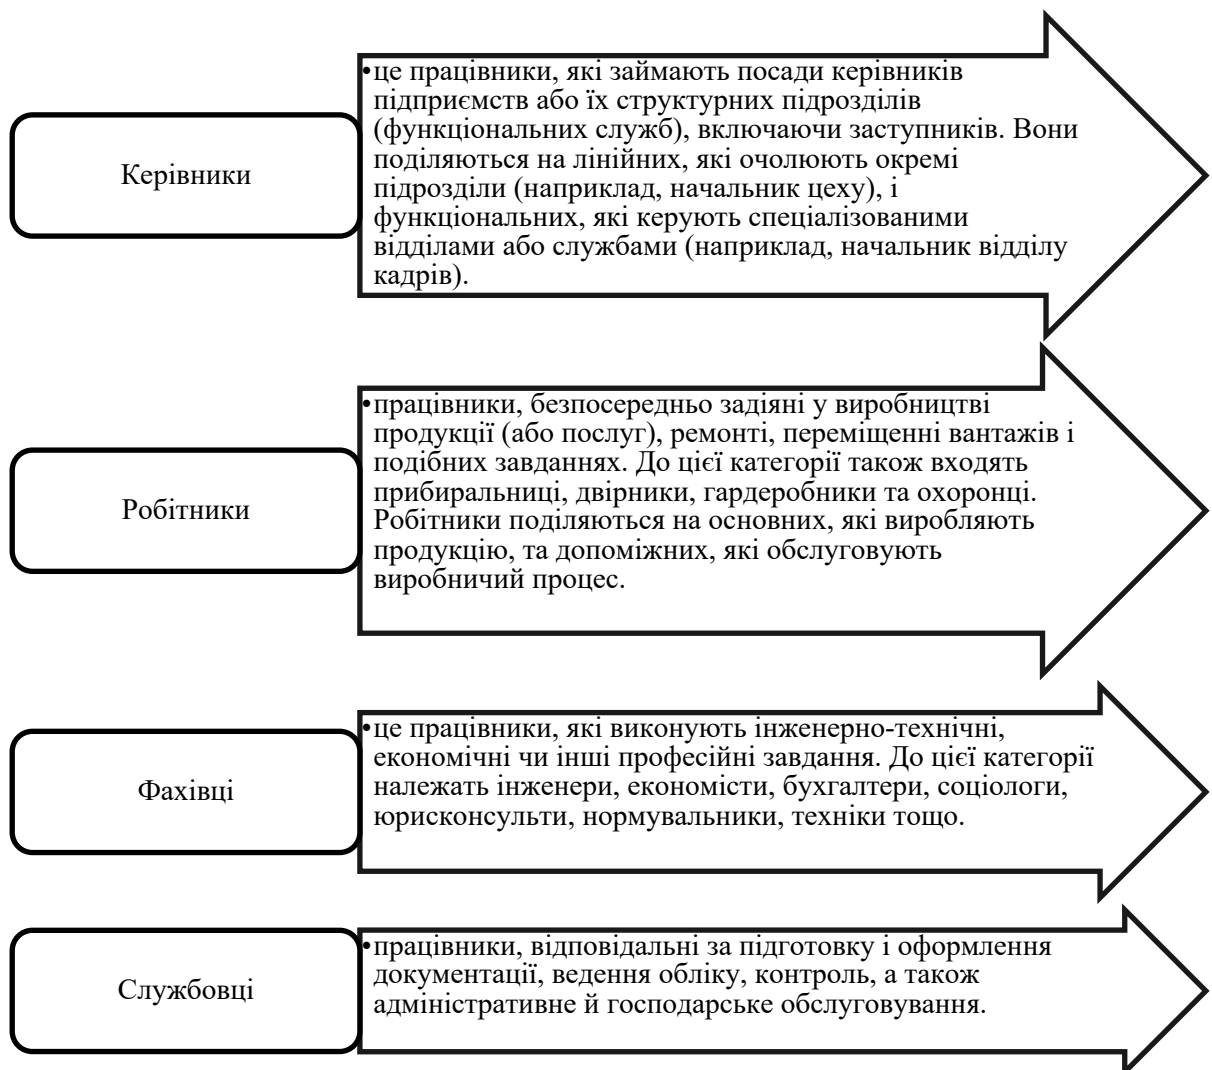 Керівники
•це працівники, які займають посади керівників
підприємств або їх структурних підрозділів
(функціональних служб), включаючи заступників. Вони
поділяються на лінійних, які очолюють окремі
підрозділи (наприклад, начальник цеху), і
функціональних, які керують спеціалізованими
відділами або службами (наприклад, начальник відділу
кадрів).
Робітники
•працівники, безпосередньо задіяні у виробництві
продукції (або послуг), ремонті, переміщенні вантажів і
подібних завданнях. До цієї категорії також входять
прибиральниці, двірники, гардеробники та охоронці.
Робітники поділяються на основних, які виробляють
продукцію, та допоміжних, які обслуговують
виробничий процес.
Фахівці
•це працівники, які виконують інженерно-технічні,
економічні чи інші професійні завдання. До цієї категорії
належать інженери, економісти, бухгалтери, соціологи,
юрисконсульти, нормувальники, техніки тощо.
Службовці
•працівники, відповідальні за підготовку і оформлення
документації, ведення обліку, контроль, а також
адміністративне й господарське обслуговування.